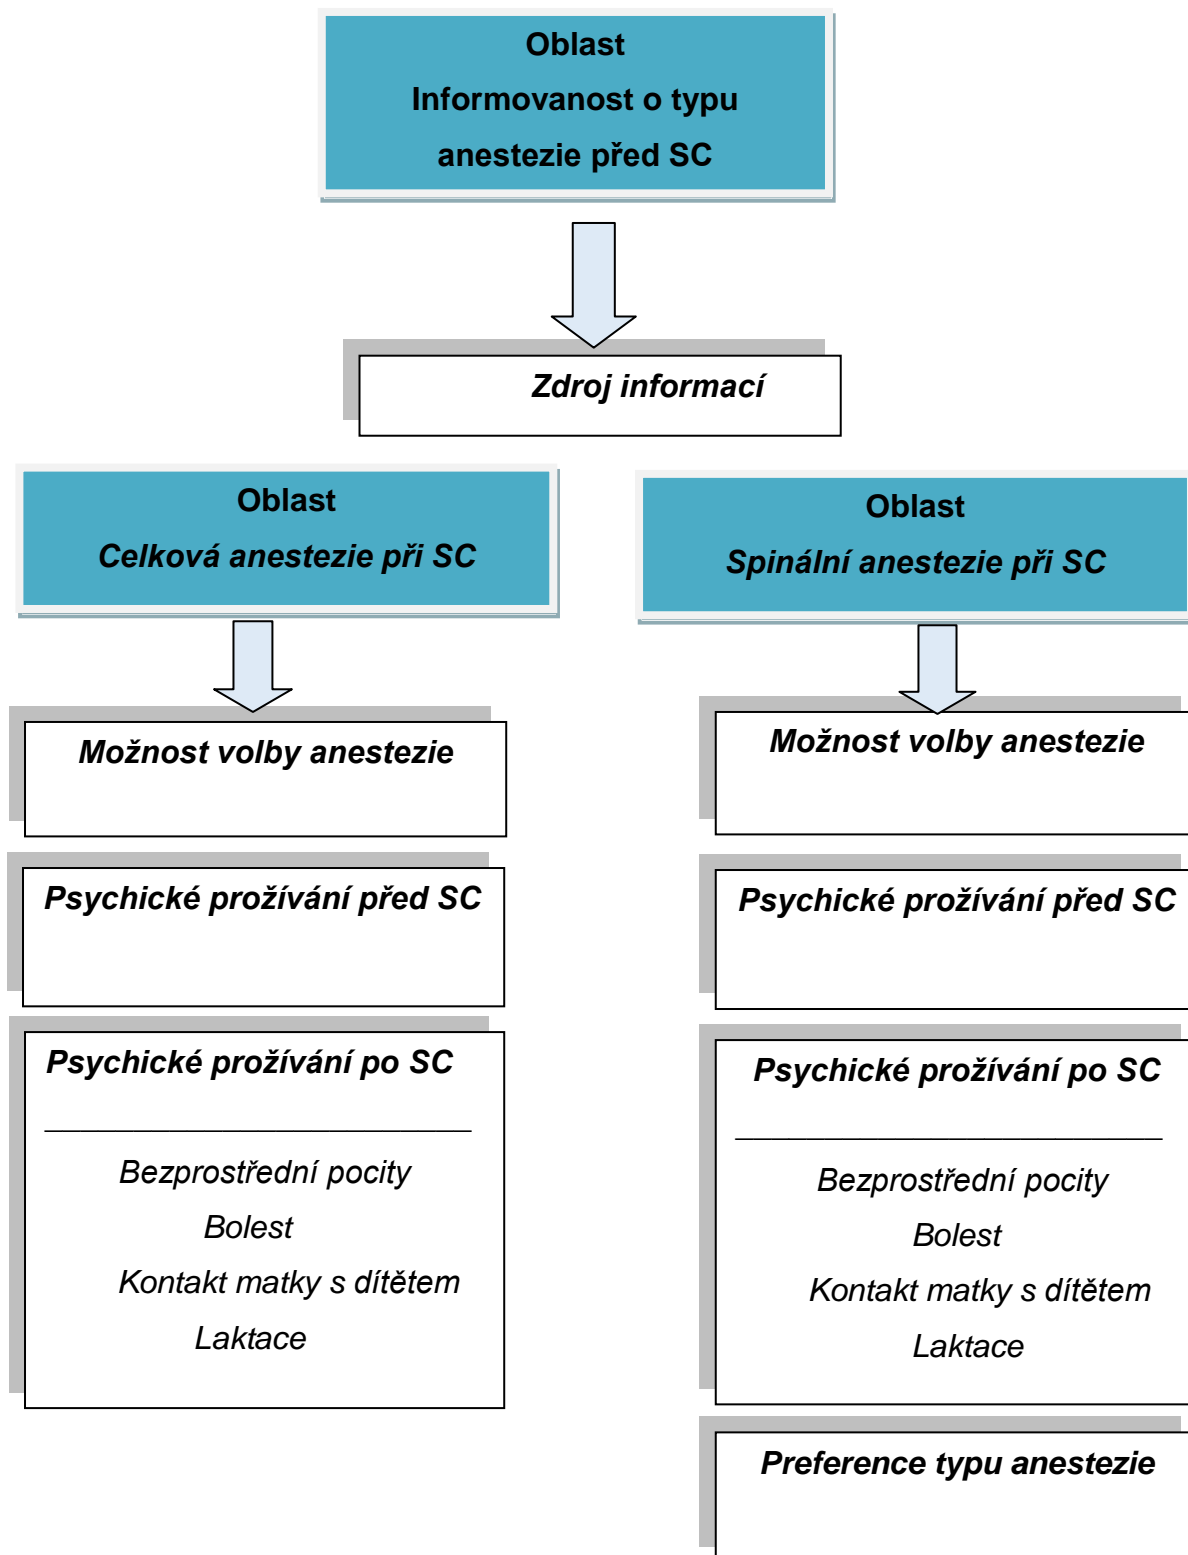 Oblast
Informovanost o typu
anestezie před SC
Zdroj informací
Oblast
Celková anestezie při SC
Možnost volby anestezie
Psychické prožívání před SC
Psychické prožívání po SC
Bezprostřední pocity
Bolest
Kontakt matky s dítětem
Laktace
Oblast
Spinální anestezie při SC
Možnost volby anestezie
Psychické prožívání před SC
Psychické prožívání po SC
Bezprostřední pocity
Bolest
Kontakt matky s dítětem
Laktace
Preference typu anestezie